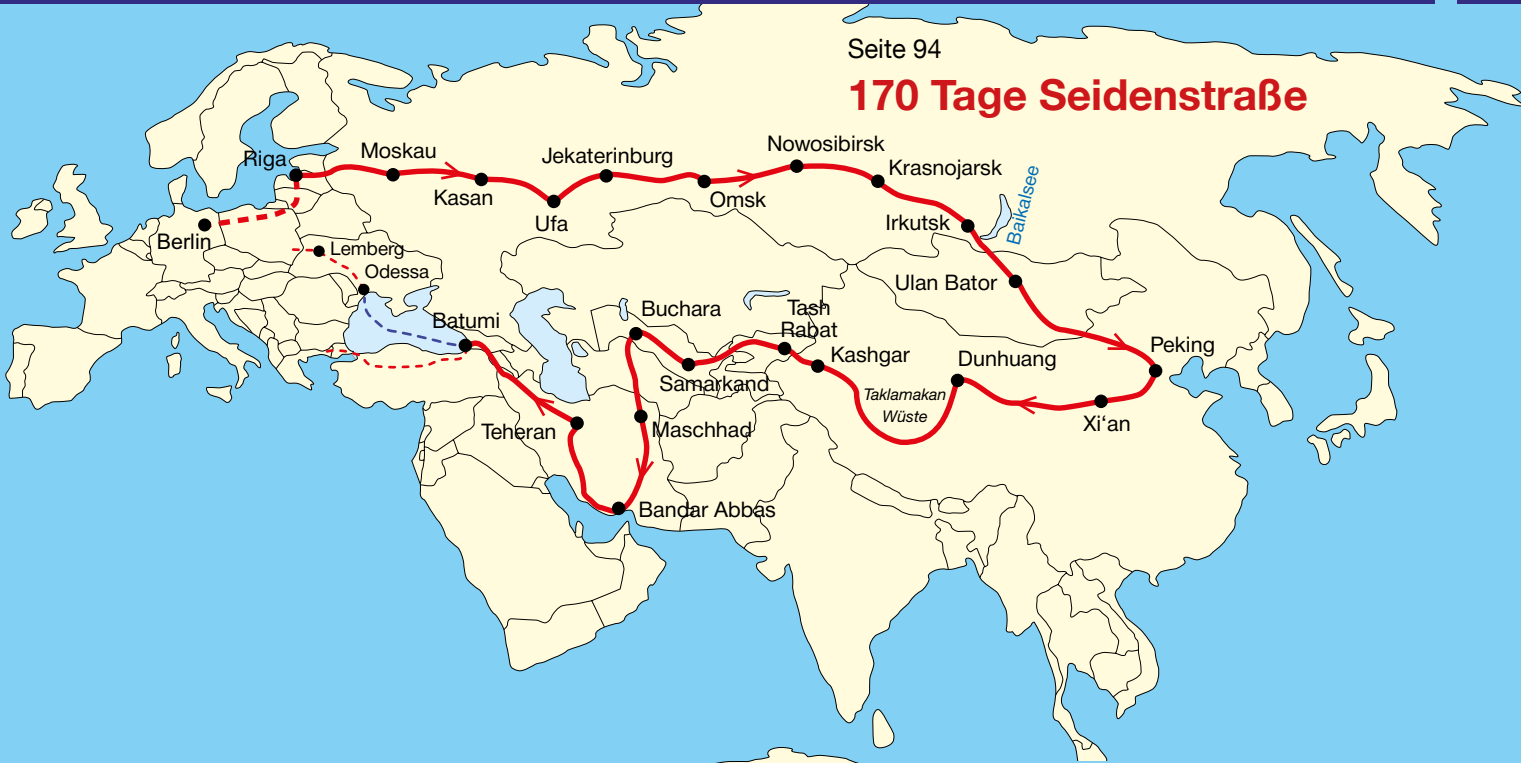 Seite 94
170 Tage Seidenstraße
Riga
Moskau
Kasan
Jekaterinburg
Ufa
Omsk
Nowosibirsk
Krasnojarsk
Irkutsk
Baikalsee
Ulan Bator
Berlin
Lemberg
Odessa
Batumi
Buchara
Tash
Rabat
Kashgar
Samarkand
Taklamakan
Wüste
Dunhuang
Peking
Xi‘an
Teheran
Maschhad
Bandar Abbas